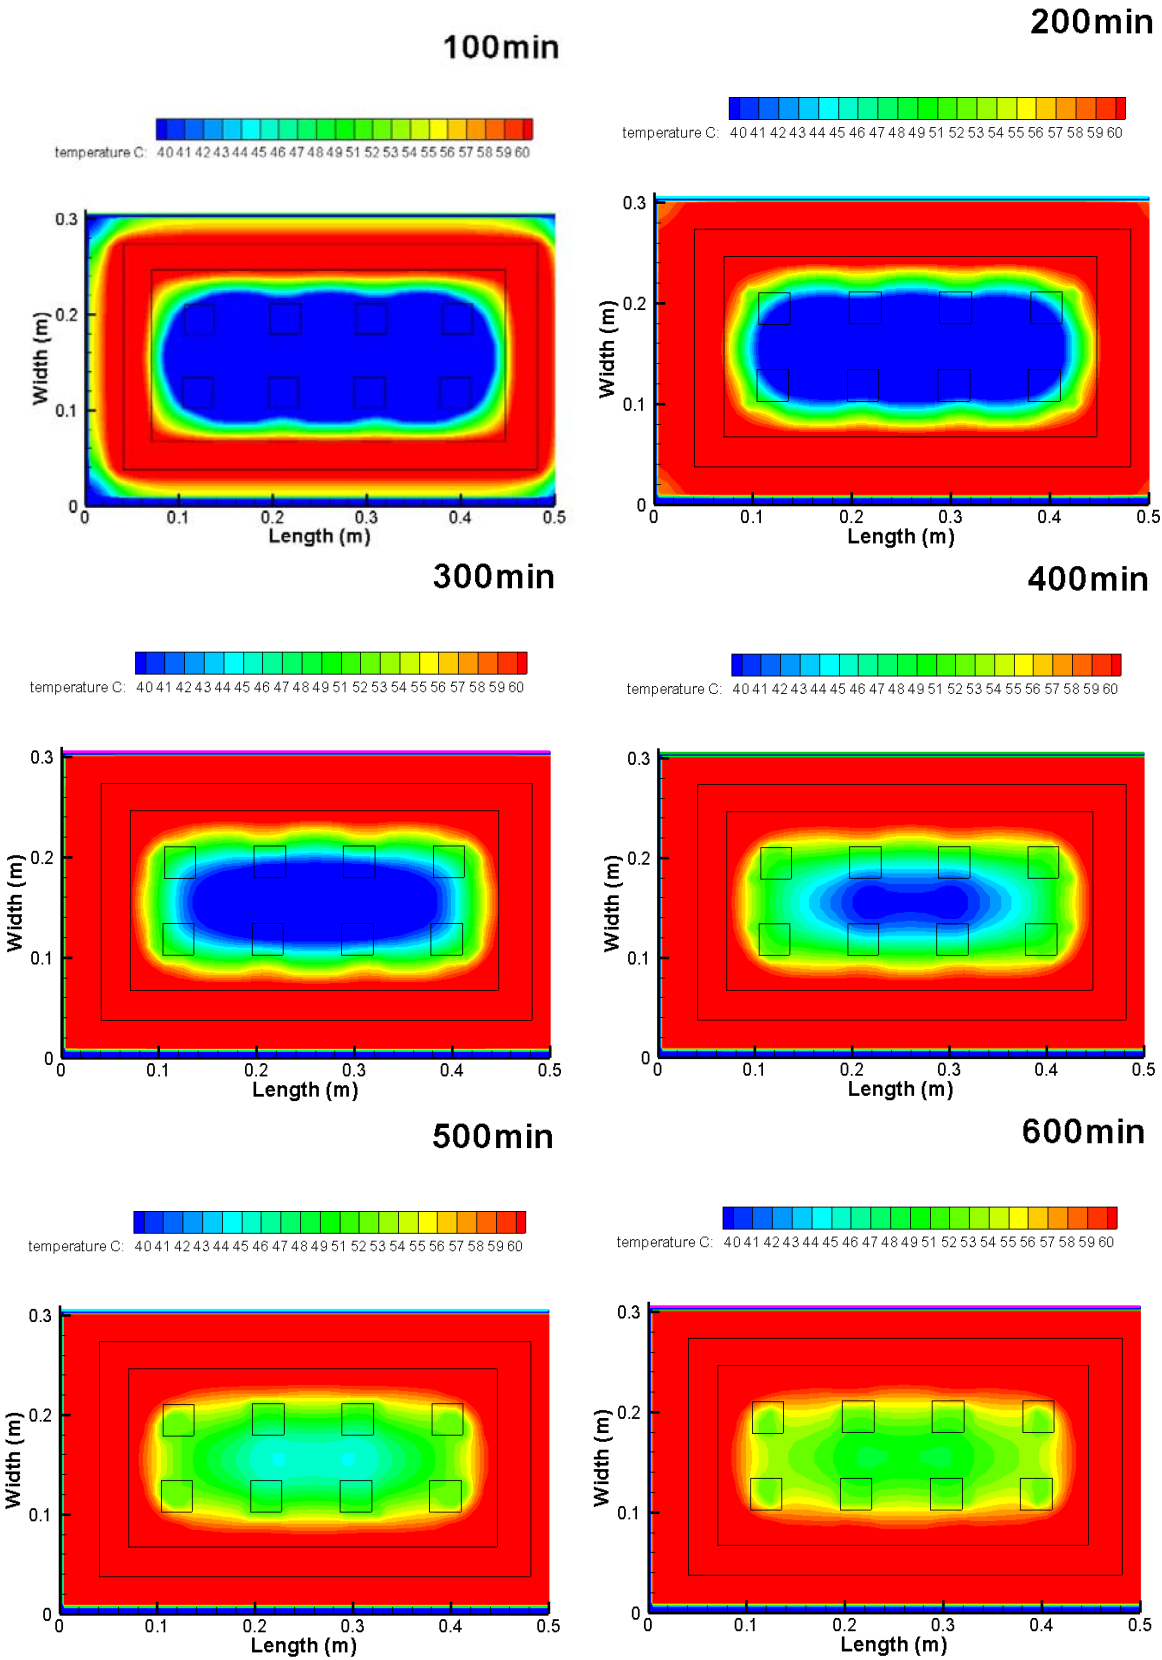 100min
temperature C: 40 41 42 43 44 45 46 47 48 49 51 52 53 54 55 56 57 58 59 60
0.3
0.2
0.1
0
Width (m)
0 0.1 0.2 0.3 0.4 0.5
Length (m)
200min
temperature C: 40 41 42 43 44 45 46 47 48 49 51 52 53 54 55 56 57 58 59 60
0.3
0.2
0.1
0
Width (m)
0 0.1 0.2 0.3 0.4 0.5
Length (m)
300min
temperature C: 40 41 42 43 44 45 46 47 48 49 51 52 53 54 55 56 57 58 59 60
0.3
0.2
0.1
0
Width (m)
0 0.1 0.2 0.3 0.4 0.5
Length (m)
400min
temperature C: 40 41 42 43 44 45 46 47 48 49 51 52 53 54 55 56 57 58 59 60
0.3
0.2
0.1
0
Width (m)
0 0.1 0.2 0.3 0.4 0.5
Length (m)
500min
temperature C: 40 41 42 43 44 45 46 47 48 49 51 52 53 54 55 56 57 58 59 60
0.3
0.2
0.1
0
Width (m)
0 0.1 0.2 0.3 0.4 0.5
Length (m)
600min
temperature C: 40 41 42 43 44 45 46 47 48 49 51 52 53 54 55 56 57 58 59 60
0.3
0.2
0.1
0
Width (m)
0 0.1 0.2 0.3 0.4 0.5
Length (m)